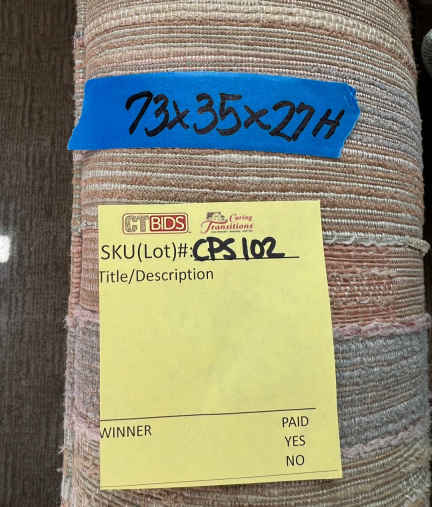 73x35x27H
CTBIDS
Caring
Transitions
SKU(Lot)#:CPS102
Title/Description
WINNER
PAID
YES
NO